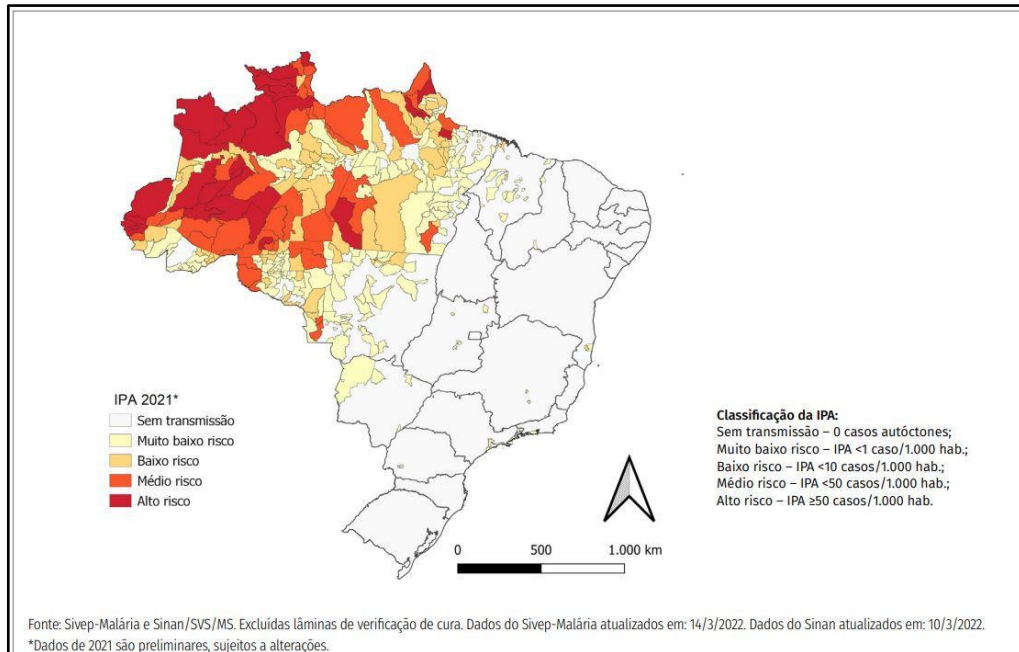 IPA 2021*
Sem transmissão
Muito baixo risco
Baixo risco
Médio risco
Alto risco
0 500 1.000 km
Classificação da IPA:
Sem transmissão – 0 casos autóctones;
Muito baixo risco – IPA <1 caso/1.000 hab.;
Baixo risco – IPA <10 casos/1.000 hab.;
Médio risco – IPA <50 casos/1.000 hab.;
Alto risco – IPA ≥50 casos/1.000 hab.
Fonte: Sivep-Malária e Sinan/SVS/MS. Excluídas lâminas de verificação de cura. Dados do Sivep-Malária atualizados em: 14/3/2022. Dados do Sinan atualizados em: 10/3/2022.
*Dados de 2021 são preliminares, sujeitos a alterações.